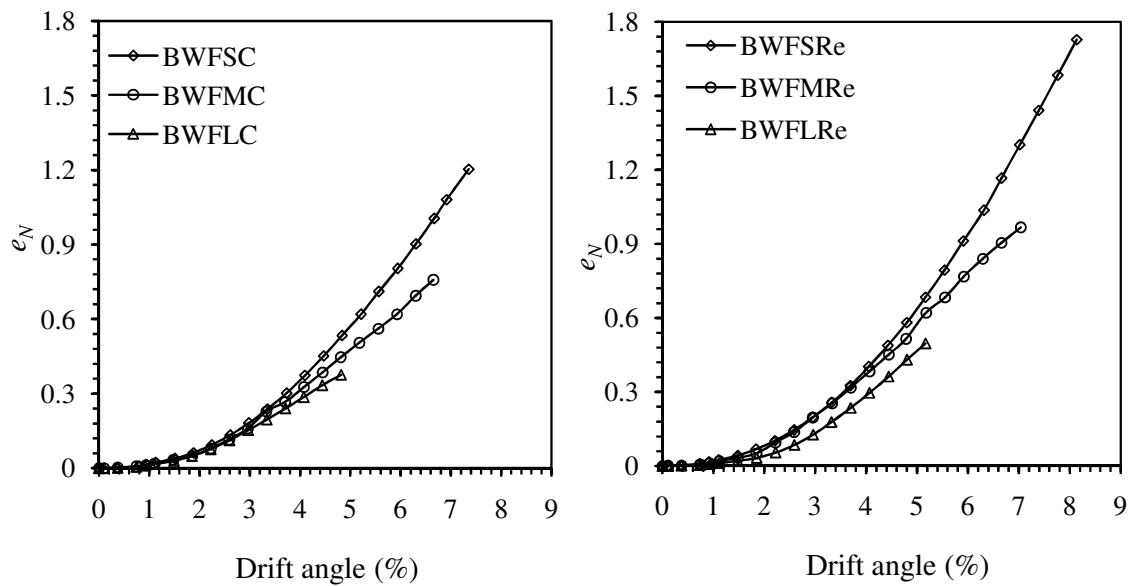 1.8
1.5
1.2
0.9
0.6
0.3
0
e_N
BWFSC
BWFMC
BWFLC
0 1 2 3 4 5 6 7 8 9
Drift angle (%)
1.8
1.5
1.2
0.9
0.6
0.3
0
e_N
BWFSRe
BWFMRe
BWFLRe
0 1 2 3 4 5 6 7 8 9
Drift angle (%)